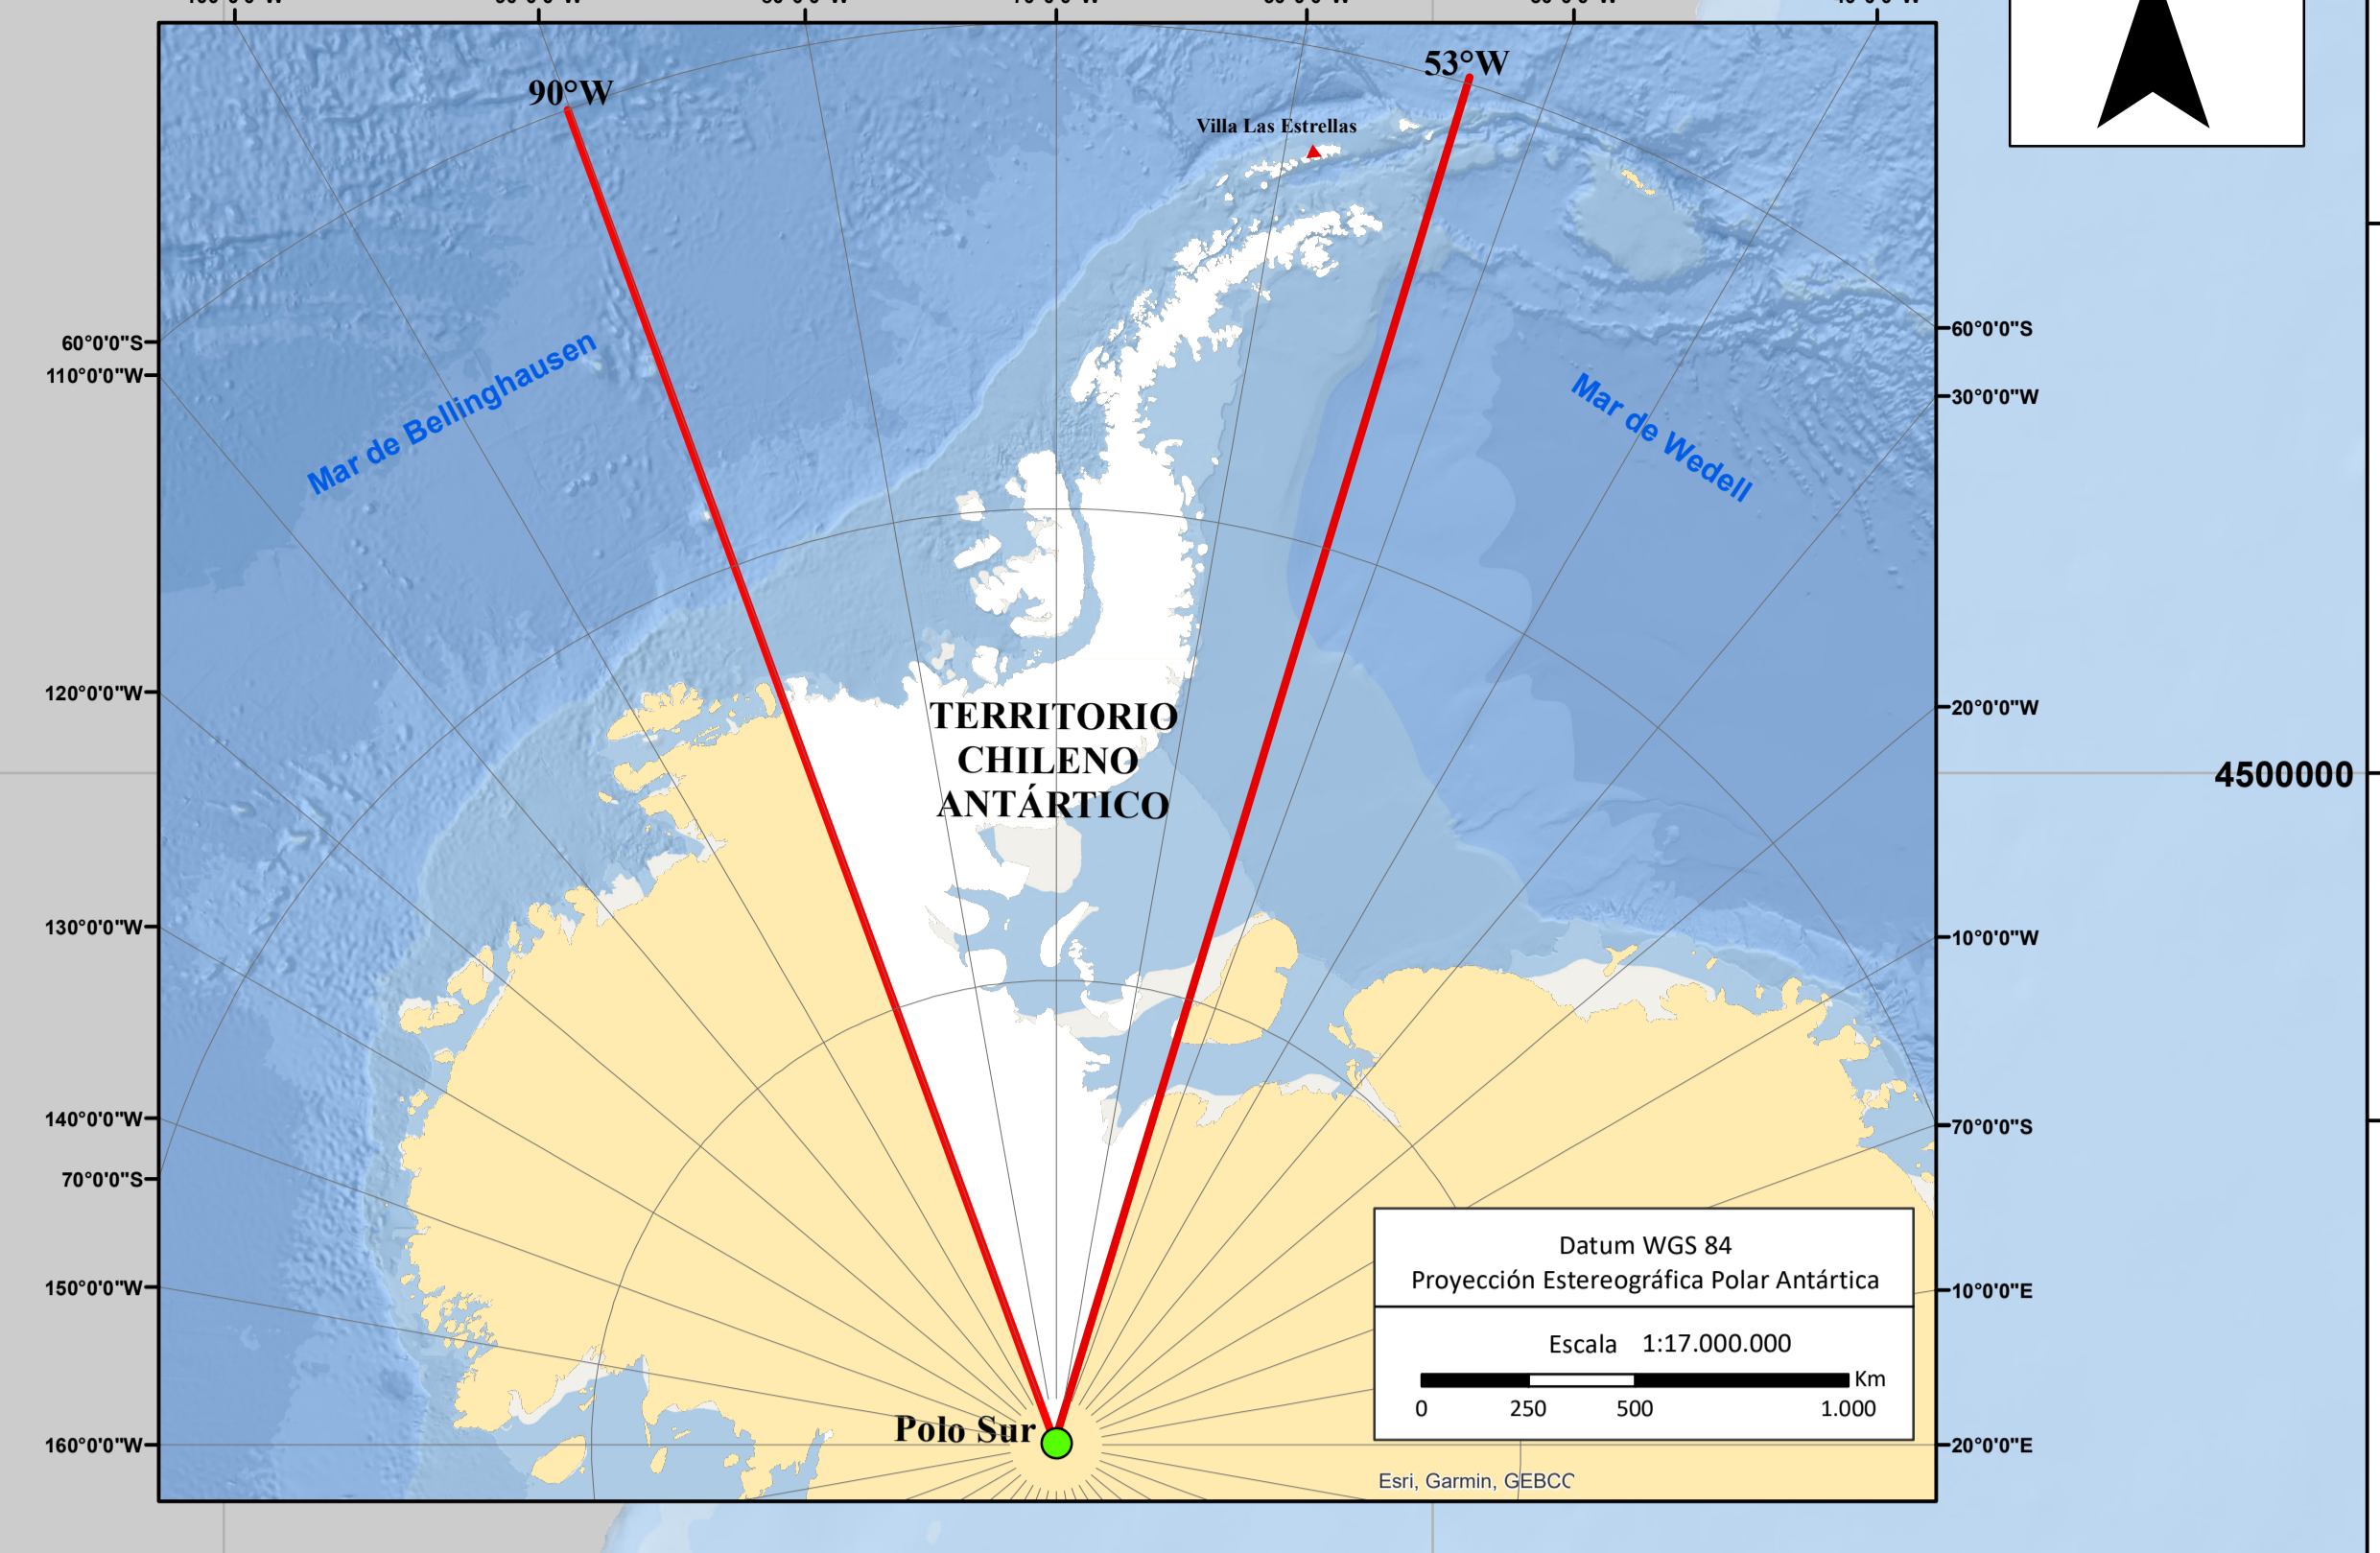 90°W
53°W
Villa Las Estrellas
60°0'0"S
110°0'0"W
120°0'0"W
130°0'0"W
140°0'0"W
70°0'0"S
150°0'0"W
160°0'0"W
Mar de Bellinghausen
Mar de Wedell
TERRITORIO
CHILENO
ANTÁRTICO
Polo Sur
60°0'0"S
30°0'0"W
20°0'0"W
10°0'0"W
70°0'0"S
10°0'0"E
20°0'0"E
4500000
Datum WGS 84
Proyección Estereográfica Polar Antártica
Escala 1:17.000.000
Km
0 250 500 1.000
Esri, Garmin, GEBCC